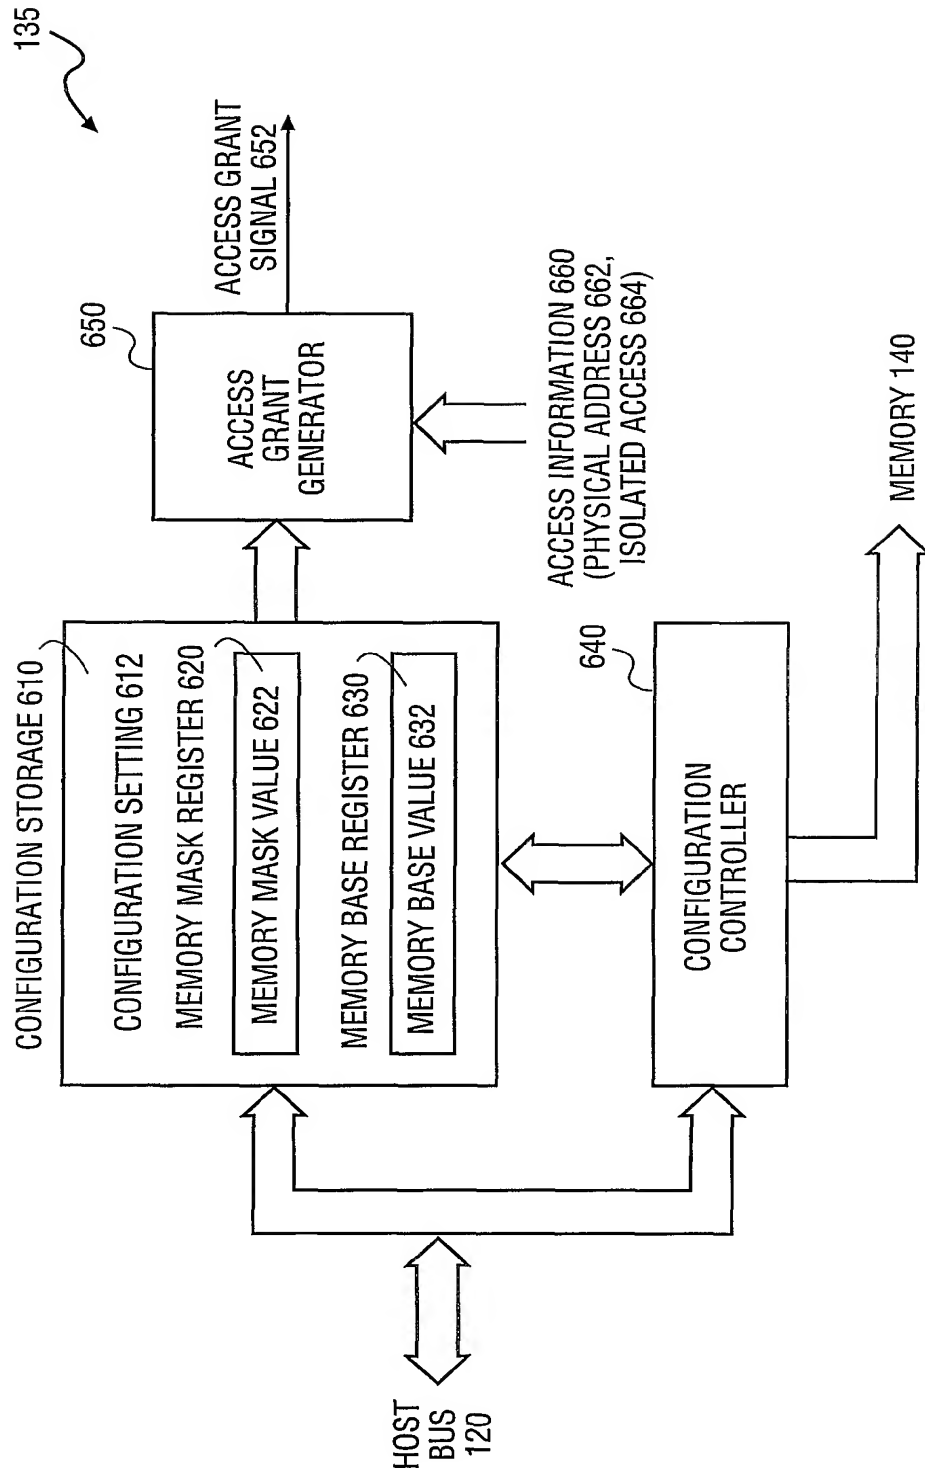 135
ACCESS GRANT
SIGNAL 652
650
ACCESS
GRANT
GENERATOR
ACCESS INFORMATION 660
(PHYSICAL ADDRESS 662,
ISOLATED ACCESS 664)
CONFIGURATION STORAGE 610
CONFIGURATION SETTING 612
MEMORY MASK REGISTER 620
MEMORY MASK VALUE 622
MEMORY BASE REGISTER 630
MEMORY BASE VALUE 632
640
CONFIGURATION
CONTROLLER
MEMORY 140
HOST
BUS
120